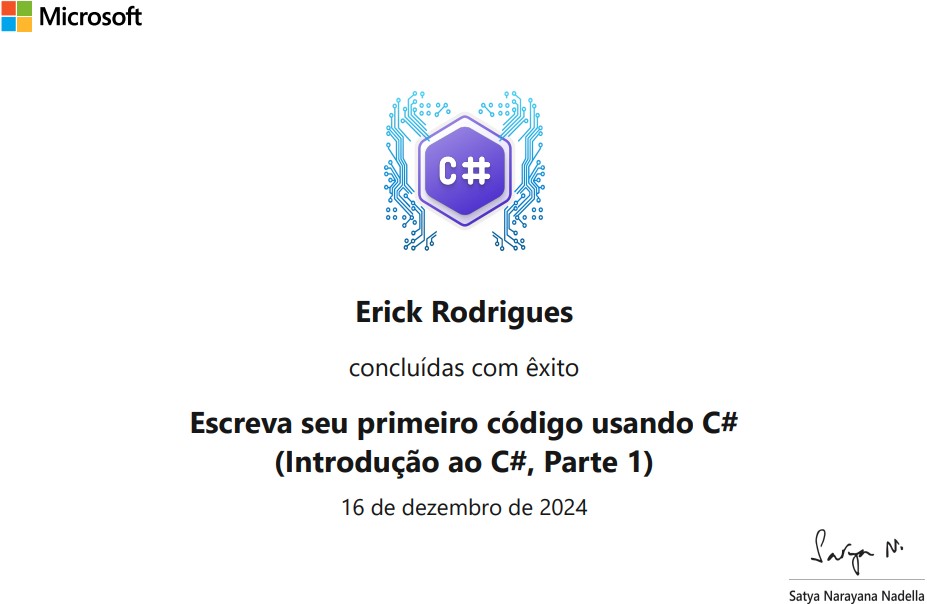 Microsoft
C#
Erick Rodrigues
concluídas com êxito
Escreva seu primeiro código usando C#
(Introdução ao C#, Parte 1)
16 de dezembro de 2024
Satya N.
Satya Narayana Nadella